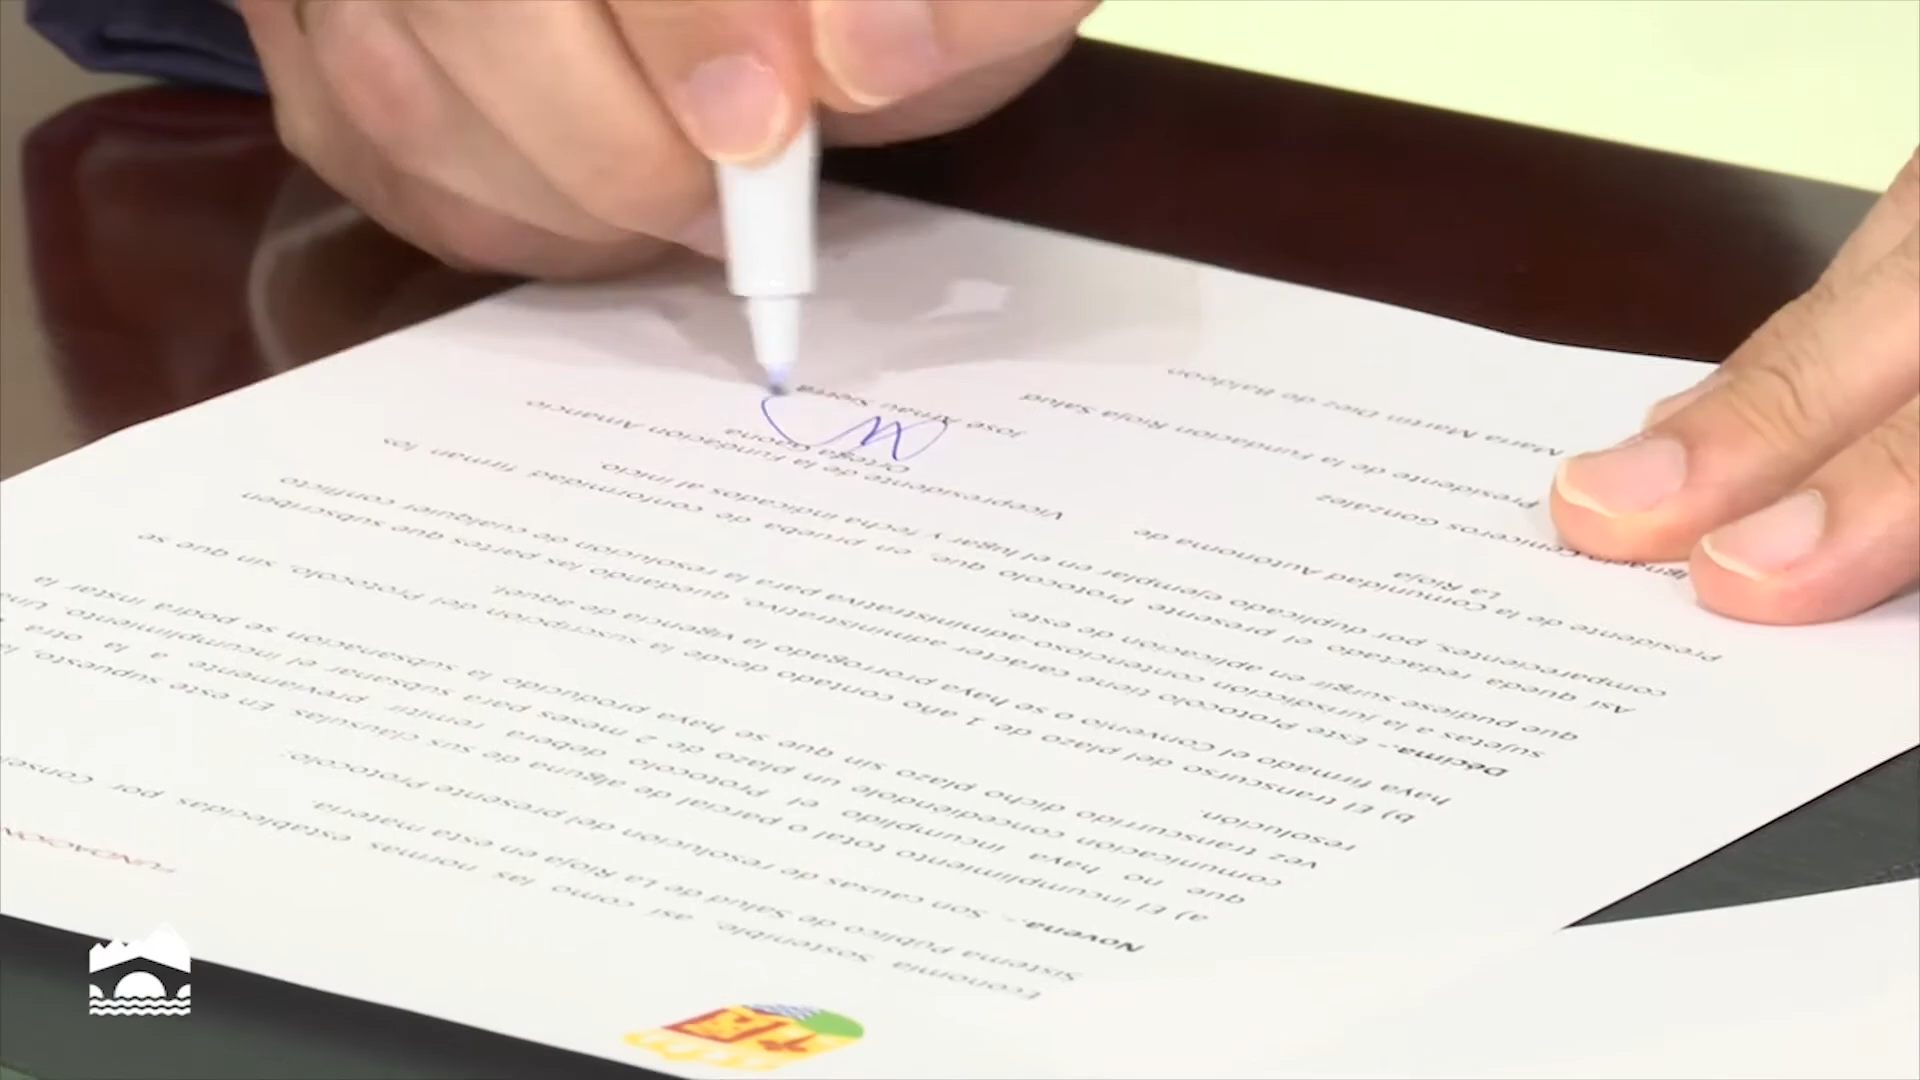 FUNDACIÓN
Economía sostenible, así como las normas establecidas por Conse
Sistema Público de Salud de La Rioja en esta materia.
Novena.- Son causas de resolución del presente Protocolo:
a) El incumplimiento total o parcial de alguna de sus cláusulas. En este supuesto, la
que no haya incumplido el Protocolo deberá remitir previamente a la otra
comunicación concediéndole un plazo de 2 meses para subsanar el incumplimiento. Una
vez transcurrido dicho plazo sin que se haya producido la subsanación se podrá instar la
resolución.
b) El transcurso del plazo de 1 año contado desde la suscripción del Protocolo, sin que se
haya firmado el Convenio o se haya prorrogado la vigencia de aquel.
Décima.- Este Protocolo tiene carácter administrativo, quedando las partes que subscriben
sujetas a la jurisdicción contencioso-administrativa para la resolución de cualquier conflicto
que pudiese surgir en aplicación de este.
Así queda redactado el presente Protocolo que, en prueba de conformidad firman los
comparecientes, por duplicado ejemplar en el lugar y fecha indicados al inicio.
Presidente de la Comunidad Autónoma de
La Rioja
Ignacio Ceniceros González
Vicepresidente de la Fundación Amancio
Ortega Gaona
José Arnau Sierra
Presidente de la Fundación Rioja Salud
María Martín Díez de Baldeón